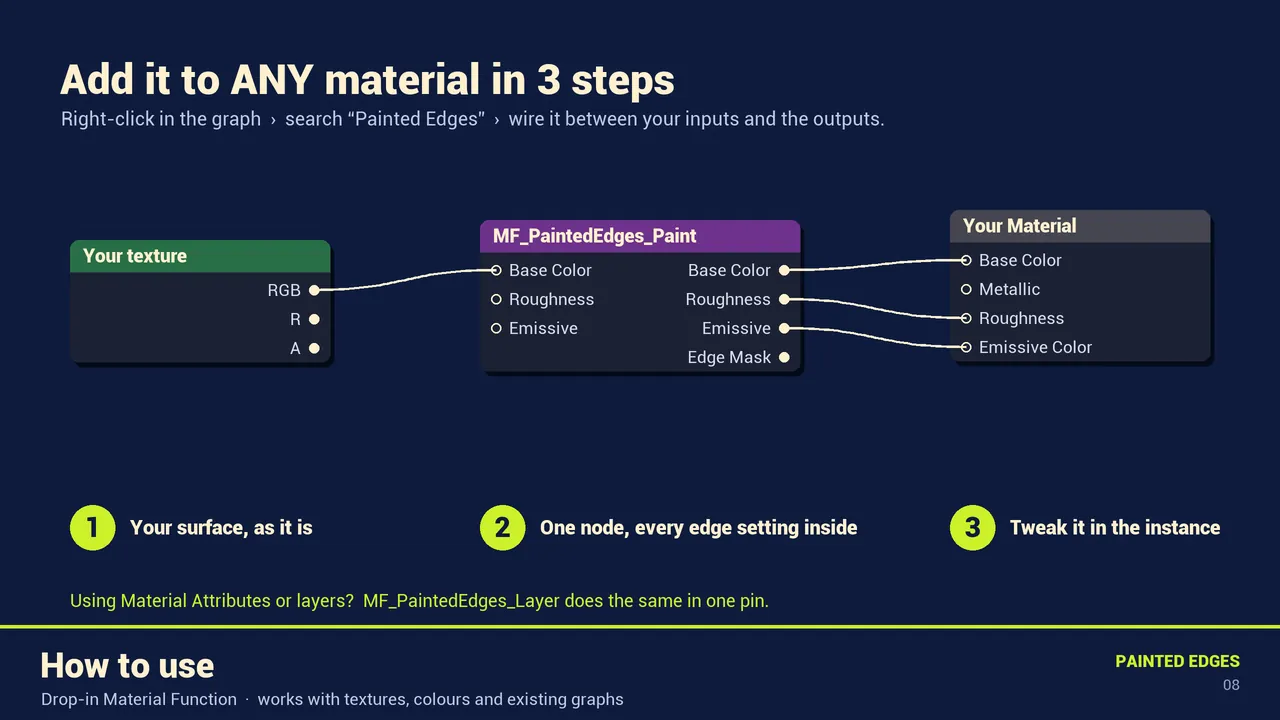 Add it to ANY material in 3 steps
Right-click in the graph › search “Painted Edges” › wire it between your inputs and the outputs.
Your texture
RGB
R
A
MF_PaintedEdges_Paint
Base Color Base Color
Roughness Roughness
Emissive Emissive
Edge Mask
Your Material
Base Color
Metallic
Roughness
Emissive Color
1 Your surface, as it is
2 One node, every edge setting inside
3 Tweak it in the instance
Using Material Attributes or layers? MF_PaintedEdges_Layer does the same in one pin.
How to use
Drop-in Material Function · works with textures, colours and existing graphs
PAINTED EDGES
08